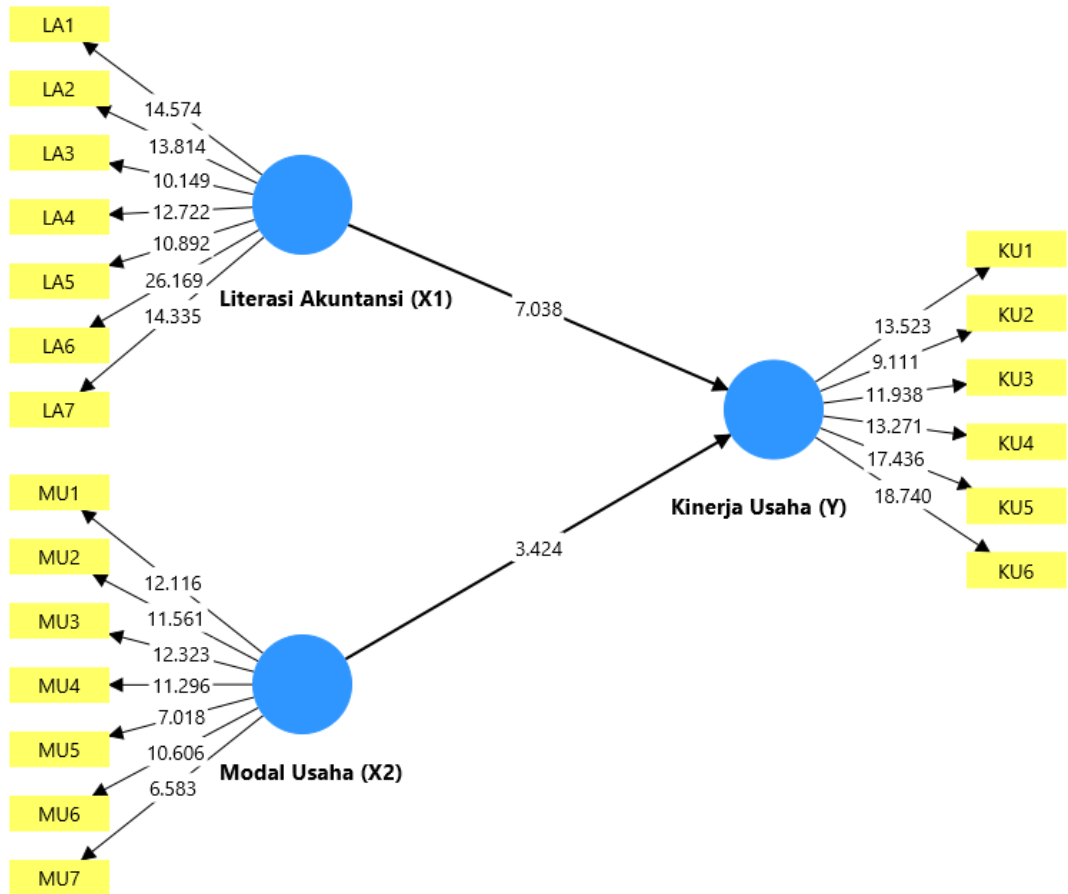 LA1
LA2
LA3
LA4
LA5
LA6
LA7
14.574
13.814
10.149
12.722
10.892
26.169
14.335
Literasi Akuntansi (X1)
7.038
MU1
MU2
MU3
MU4
MU5
MU6
MU7
12.116
11.561
12.323
11.296
7.018
10.606
6.583
Modal Usaha (X2)
3.424
Kinerja Usaha (Y)
13.523
9.111
11.938
13.271
17.436
18.740
KU1
KU2
KU3
KU4
KU5
KU6